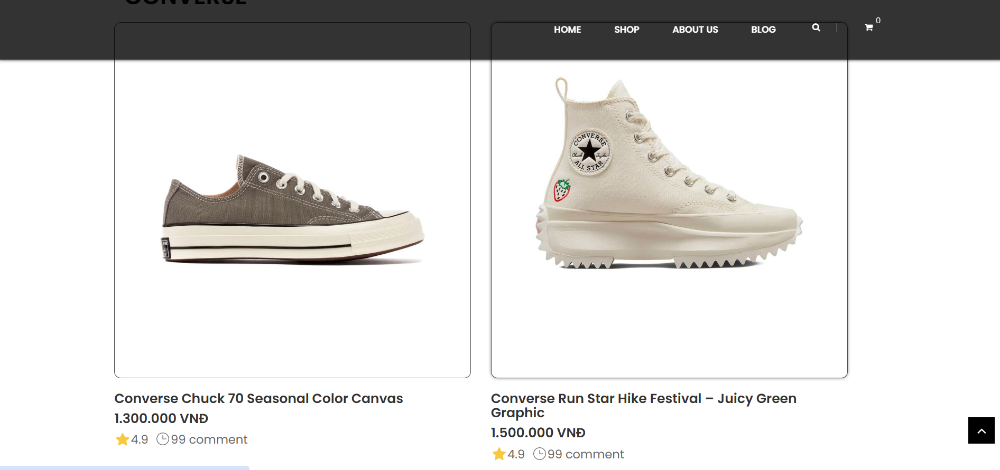 CONVERSE
HOME SHOP ABOUT US BLOG 0
CONVERSE
Chuck Taylor
ALL STAR
Converse Chuck 70 Seasonal Color Canvas
1.300.000 VNĐ
4.9 99 comment
Converse Run Star Hike Festival – Juicy Green
Graphic
1.500.000 VNĐ
4.9 99 comment